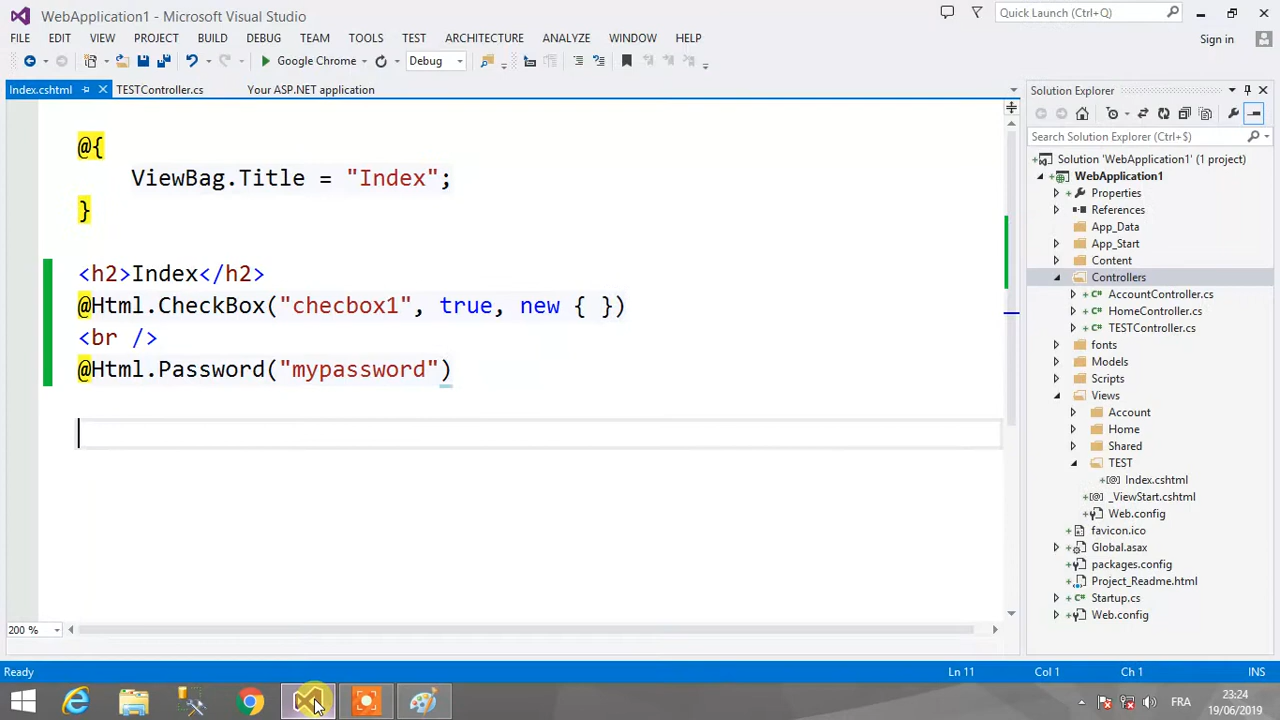 WebApplication1 - Microsoft Visual Studio
Quick Launch (Ctrl+Q)
FILE EDIT VIEW PROJECT BUILD DEBUG TEAM TOOLS TEST ARCHITECTURE ANALYZE WINDOW HELP
Sign in
Google Chrome Debug
Index.cshtml TESTController.cs Your ASP.NET application
@{
ViewBag.Title = "Index";
}
<h2>Index</h2>
@Html.CheckBox("checbox1", true, new { })
<br />
@Html.Password("mypassword")
200 %
Solution Explorer
Search Solution Explorer (Ctrl+$)
Solution 'WebApplication1' (1 project)
WebApplication1
Properties
References
App_Data
App_Start
Content
Controllers
AccountController.cs
HomeController.cs
TESTController.cs
fonts
Models
Scripts
Views
Account
Home
Shared
TEST
Index.cshtml
_ViewStart.cshtml
Web.config
favicon.ico
Global.asax
packages.config
Project_Readme.html
Startup.cs
Web.config
Ready Ln 11 Col 1 Ch 1 INS
FRA
23:24
19/06/2019